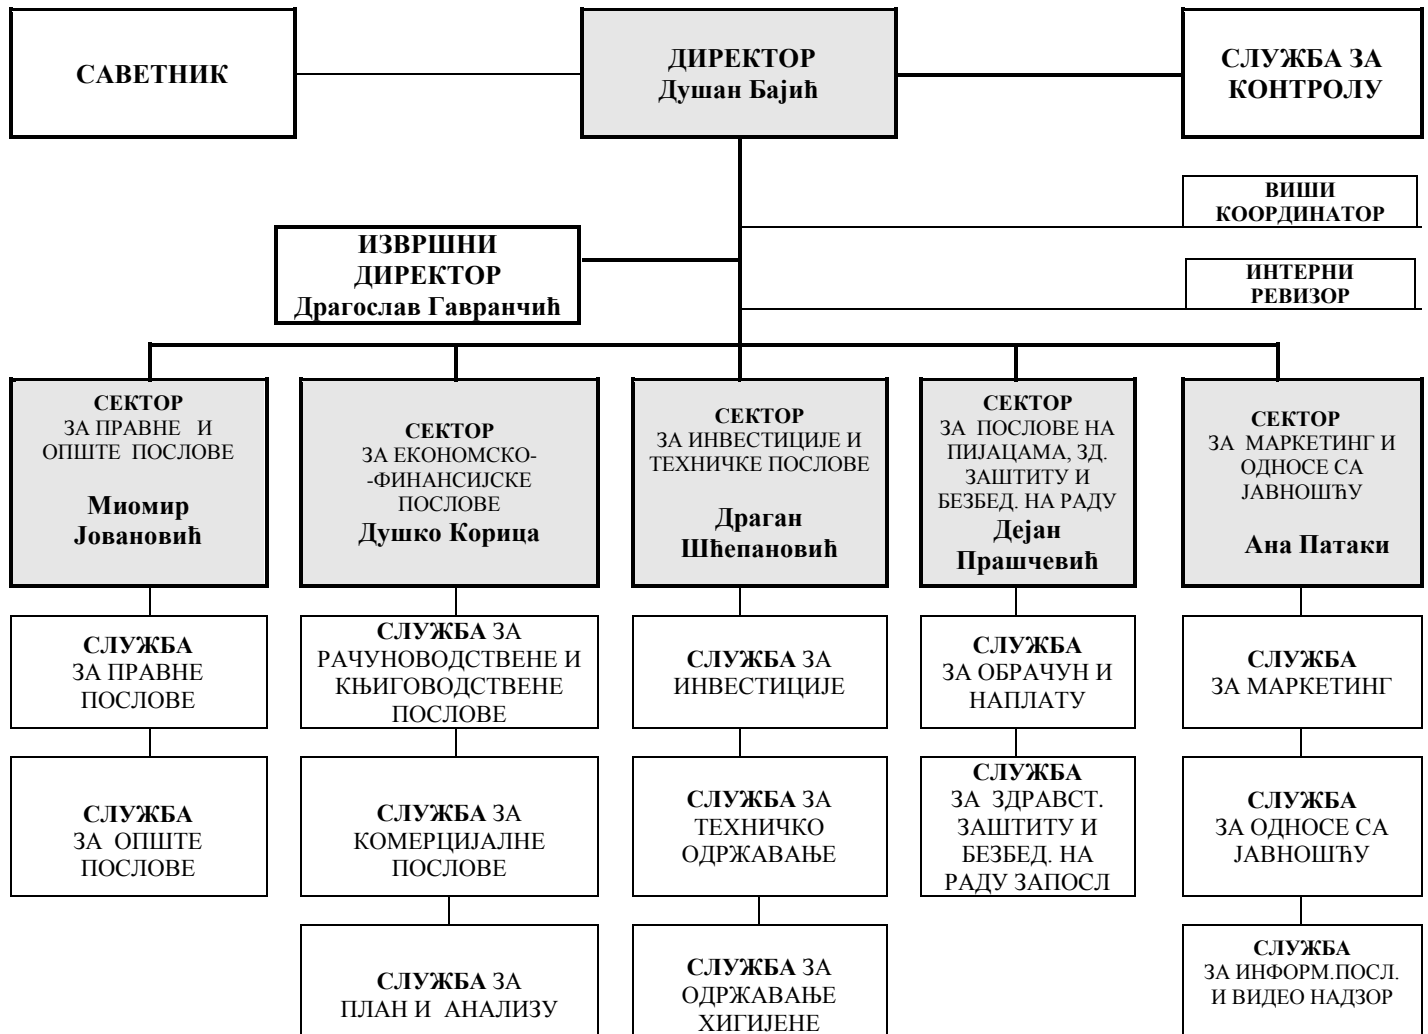 САВЕТНИК
ДИРЕКТОР
Душан Бајић
СЛУЖБА ЗА
КОНТРОЛУ
ВИШИ
КООРДИНАТОР
ИЗВРШНИ
ДИРЕКТОР
Драгослав Гавранчић
ИНТЕРНИ
РЕВИЗОР
СЕКТОР
ЗА ПРАВНЕ И
ОПШТЕ ПОСЛОВЕ
Миомир
Јовановић
СЕКТОР
ЗА ЕКОНОМСКО-
-ФИНАНСИЈСКЕ
ПОСЛОВЕ
Душко Корица
СЕКТОР
ЗА ИНВЕСТИЦИЈЕ И
ТЕХНИЧКЕ ПОСЛОВЕ
Драган
Шћепановић
СЕКТОР
ЗА ПОСЛОВЕ НА
ПИЈАЦАМА, ЗД.
ЗАШТИТУ И
БЕЗБЕД. НА РАДУ
Дејан
Прашчевић
СЕКТОР
ЗА МАРКЕТИНГ И
ОДНОСЕ СА
ЈАВНОШЋУ
Ана Патаки
СЛУЖБА
ЗА ПРАВНЕ
ПОСЛОВЕ
СЛУЖБА ЗА
РАЧУНОВОДСТВЕНЕ И
КЊИГОВОДСТВЕНЕ
ПОСЛОВЕ
СЛУЖБА ЗА
ИНВЕСТИЦИЈЕ
СЛУЖБА
ЗА ОБРАЧУН И
НАПЛАТУ
СЛУЖБА
ЗА МАРКЕТИНГ
СЛУЖБА
ЗА ОПШТЕ
ПОСЛОВЕ
СЛУЖБА ЗА
КОМЕРЦИЈАЛНЕ
ПОСЛОВЕ
СЛУЖБА ЗА
ТЕХНИЧКО
ОДРЖАВАЊЕ
СЛУЖБА
ЗА ЗДРАВСТ.
ЗАШТИТУ И
БЕЗБЕД. НА
РАДУ ЗАПОСЛ
СЛУЖБА
ЗА ОДНОСЕ СА
ЈАВНОШЋУ
СЛУЖБА ЗА
ПЛАН И АНАЛИЗУ
СЛУЖБА ЗА
ОДРЖАВАЊЕ
ХИГИЈЕНЕ
СЛУЖБА
ЗА ИНФОРМ.ПОСЛ.
И ВИДЕО НАДЗОР